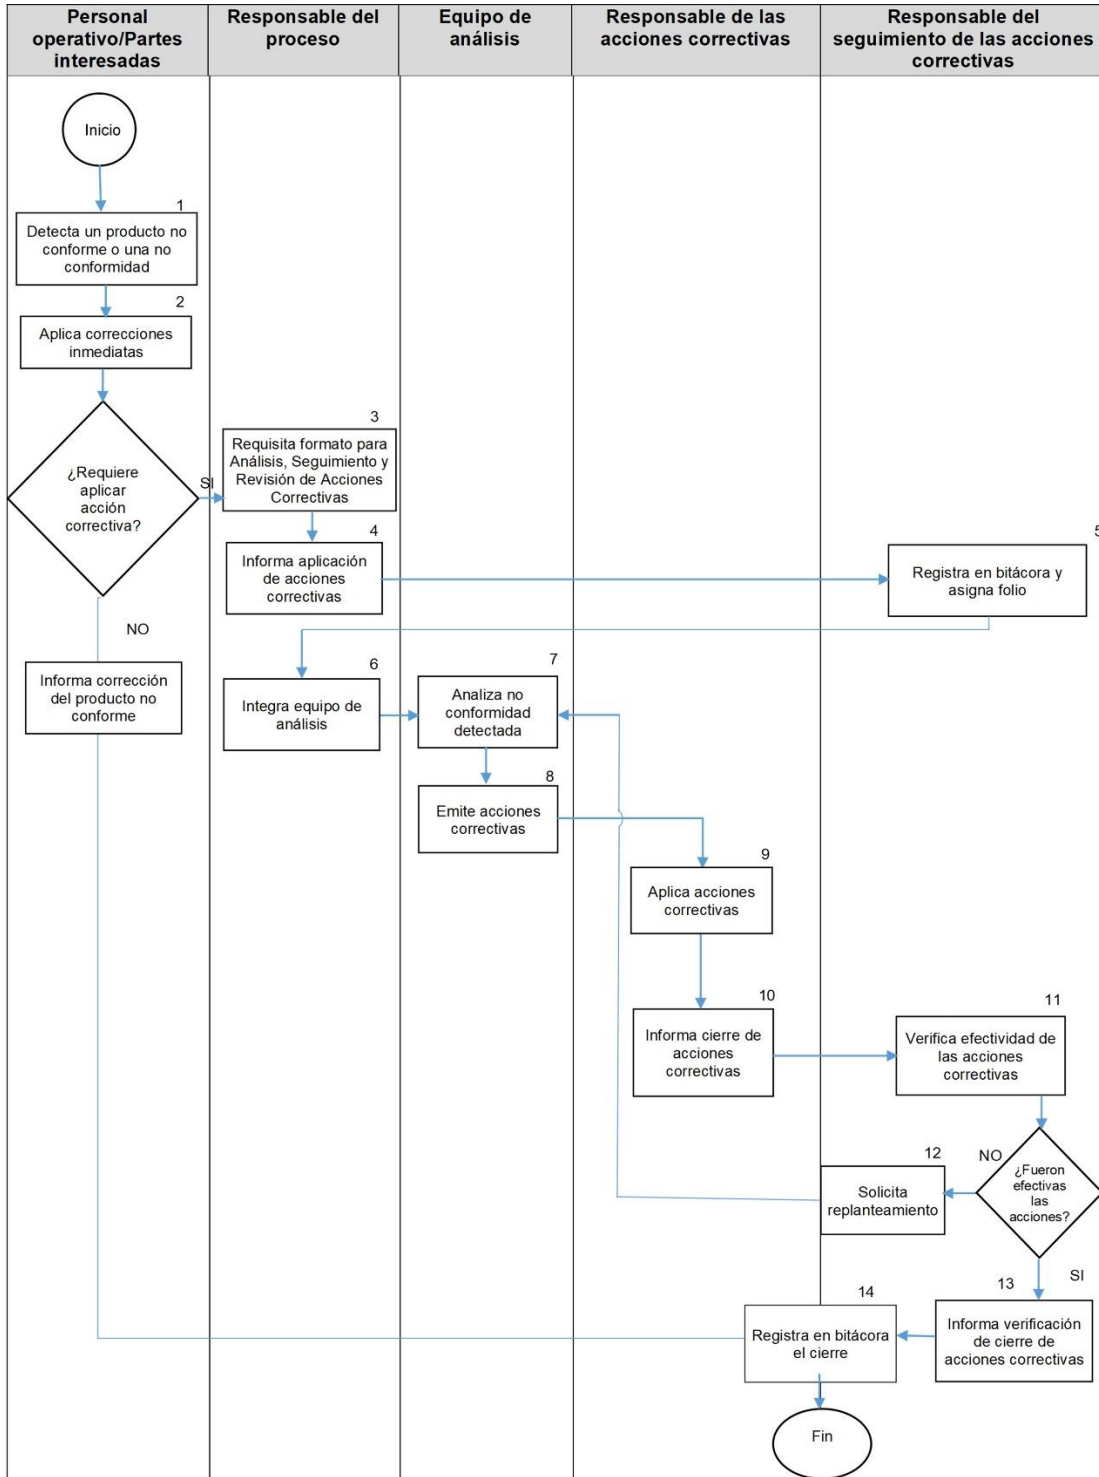 Personal
operativo/Partes
interesadas
Responsable del
proceso
Equipo de
análisis
Responsable de las
acciones correctivas
Responsable del
seguimiento de las acciones
correctivas
Inicio
1
Detecta un producto no
conforme o una no
conformidad
2
Aplica correcciones
inmediatas
¿Requiere
aplicar
acción
correctiva?
SI
3
Requisita formato para
Análisis, Seguimiento y
Revisión de Acciones
Correctivas
4
Informa aplicación
de acciones
correctivas
5
Registra en bitácora y
asigna folio
NO
Informa corrección
del producto no
conforme
6
Integra equipo de
análisis
7
Analiza no
conformidad
detectada
8
Emite acciones
correctivas
9
Aplica acciones
correctivas
10
Informa cierre de
acciones
correctivas
11
Verifica efectividad de
las acciones
correctivas
¿Fueron
efectivas
las
acciones?
NO
12
Solicita
replanteamiento
SI
13
Informa verificación
de cierre de
acciones correctivas
14
Registra en bitácora
el cierre
Fin